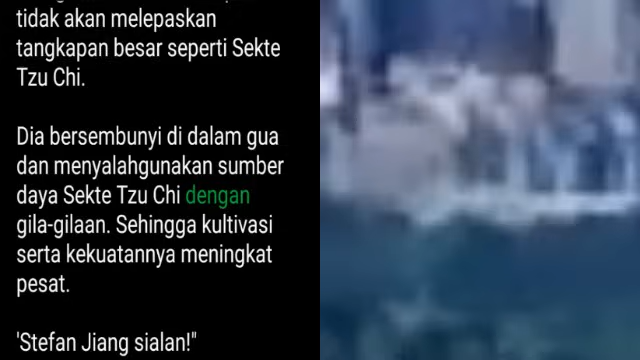 tidak akan melepaskan
tangkapan besar seperti Sekte
Tzu Chi.
Dia bersembunyi di dalam gua
dan menyalahgunakan sumber
daya Sekte Tzu Chi dengan
gila-gilaan. Sehingga kultivasi
serta kekuatannya meningkat
pesat.
'Stefan Jiang sialan!"